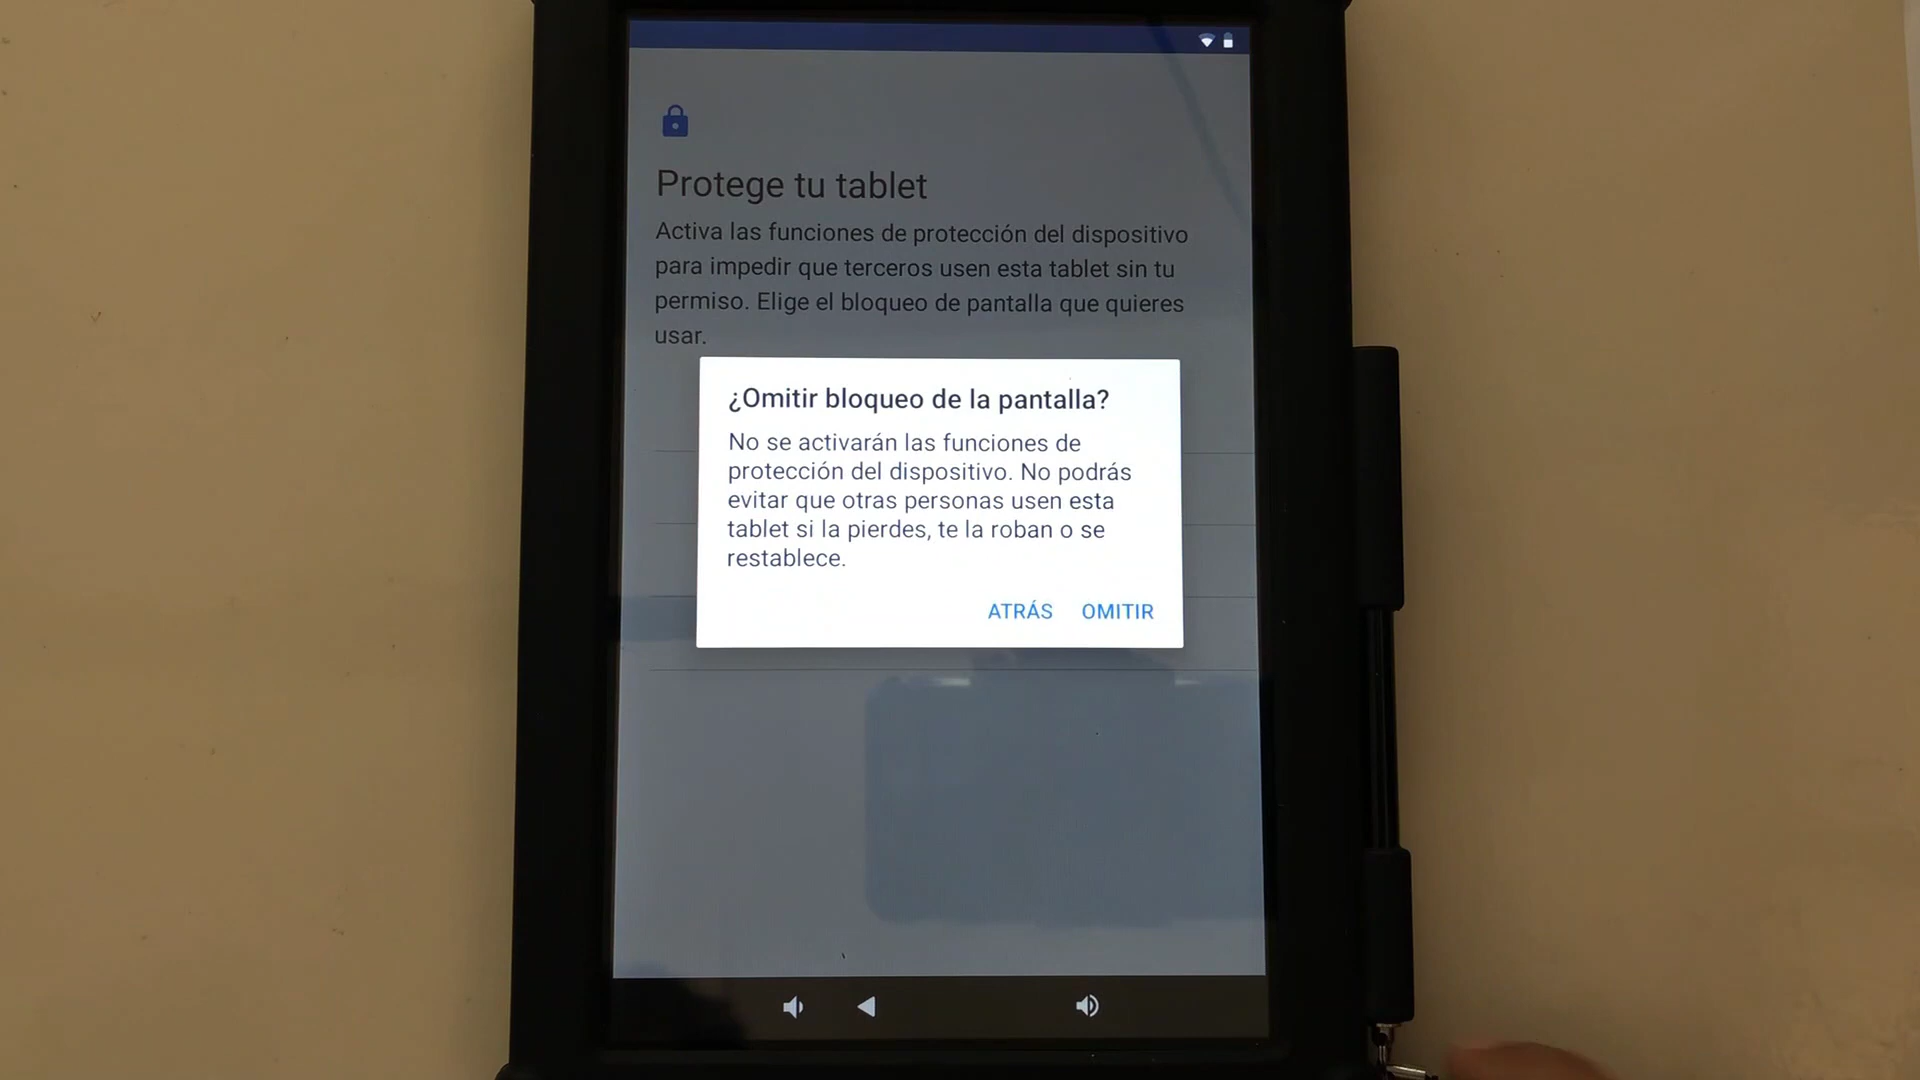 Protege tu tablet
Activa las funciones de protección del dispositivo
para impedir que terceros usen esta tablet sin tu
permiso. Elige el bloqueo de pantalla que quieres
usar.
¿Omitir bloqueo de la pantalla?
No se activarán las funciones de
protección del dispositivo. No podrás
evitar que otras personas usen esta
tablet si la pierdes, te la roban o se
restablece.
ATRÁS OMITIR